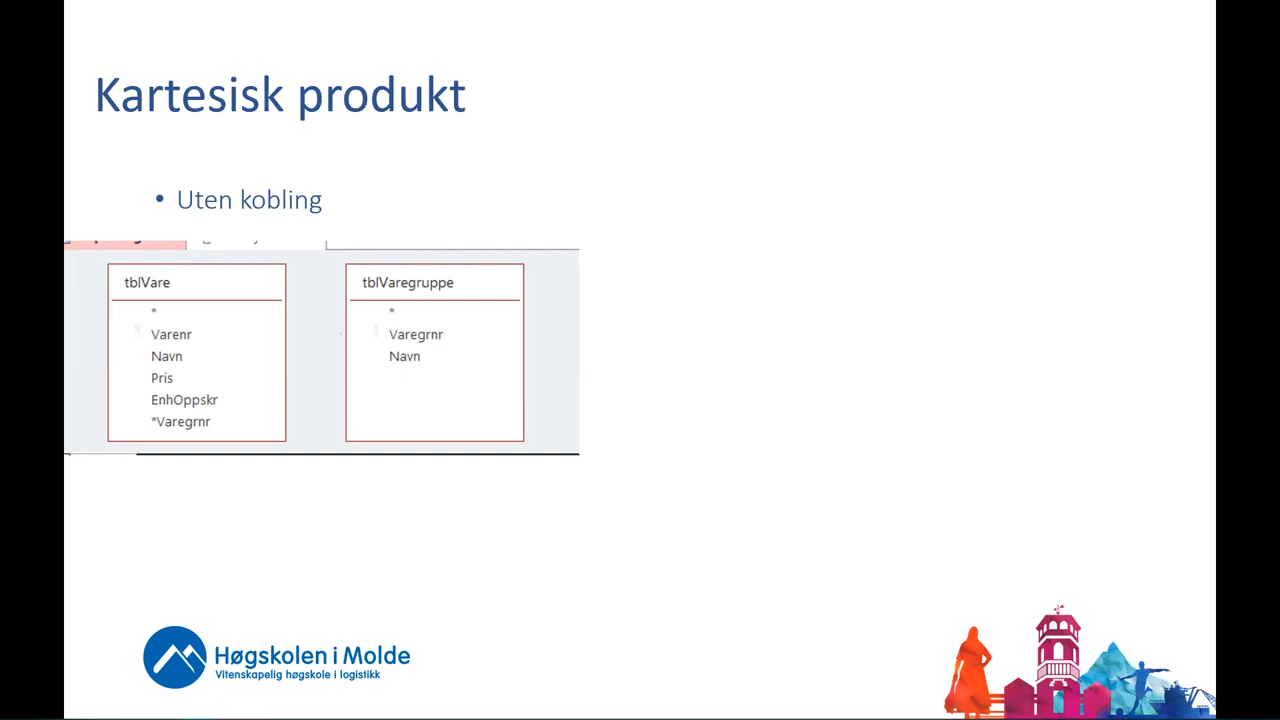 Kartesisk produkt
• Uten kobling
tblVare
*
Varenr
Navn
Pris
EnhOppskr
*Varegrnr
tblVaregruppe
*
Varegrnr
Navn
Høgskolen i Molde
Vitenskapelig høgskole i logistikk